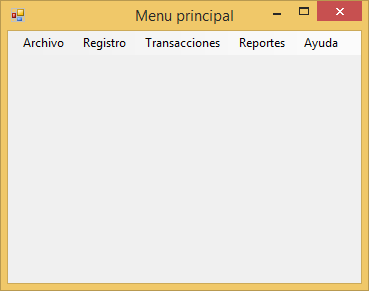 Menu principal
Archivo Registro Transacciones Reportes Ayuda